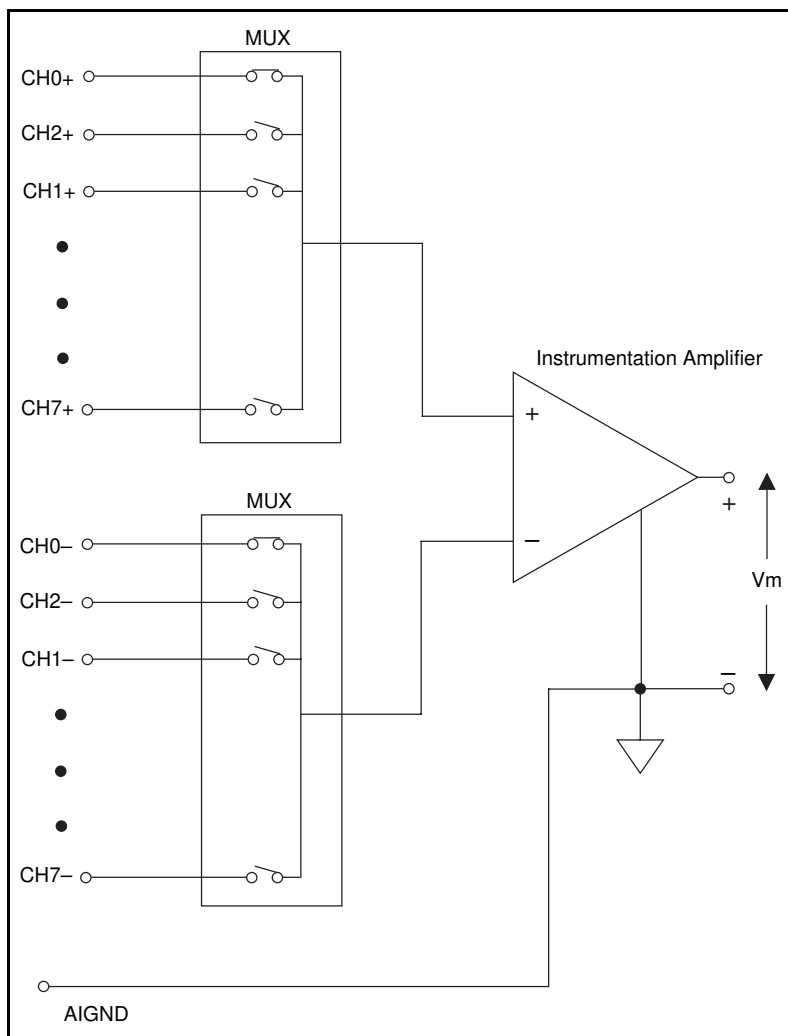 MUX
CH0+
CH2+
CH1+
CH7+
Instrumentation Amplifier
+
–
+
Vm
–
MUX
CH0–
CH2–
CH1–
CH7–
AIGND